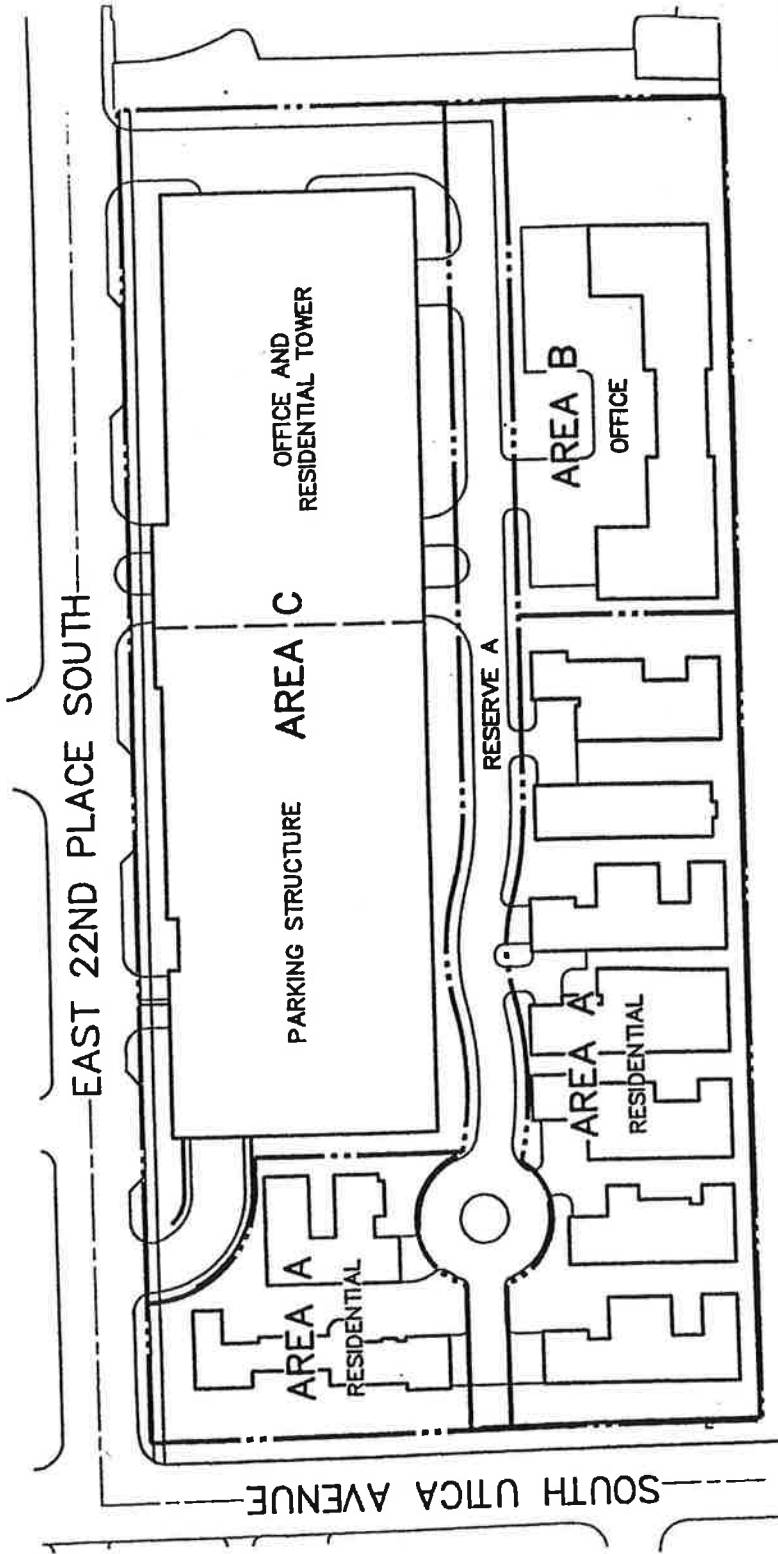 EAST 22ND PLACE SOUTH
OFFICE AND
RESIDENTIAL TOWER
PARKING STRUCTURE
AREA C
RESERVE A
AREA B
OFFICE
AREA A
RESIDENTIAL
AREA A
RESIDENTIAL
SOUTH UTICA AVENUE